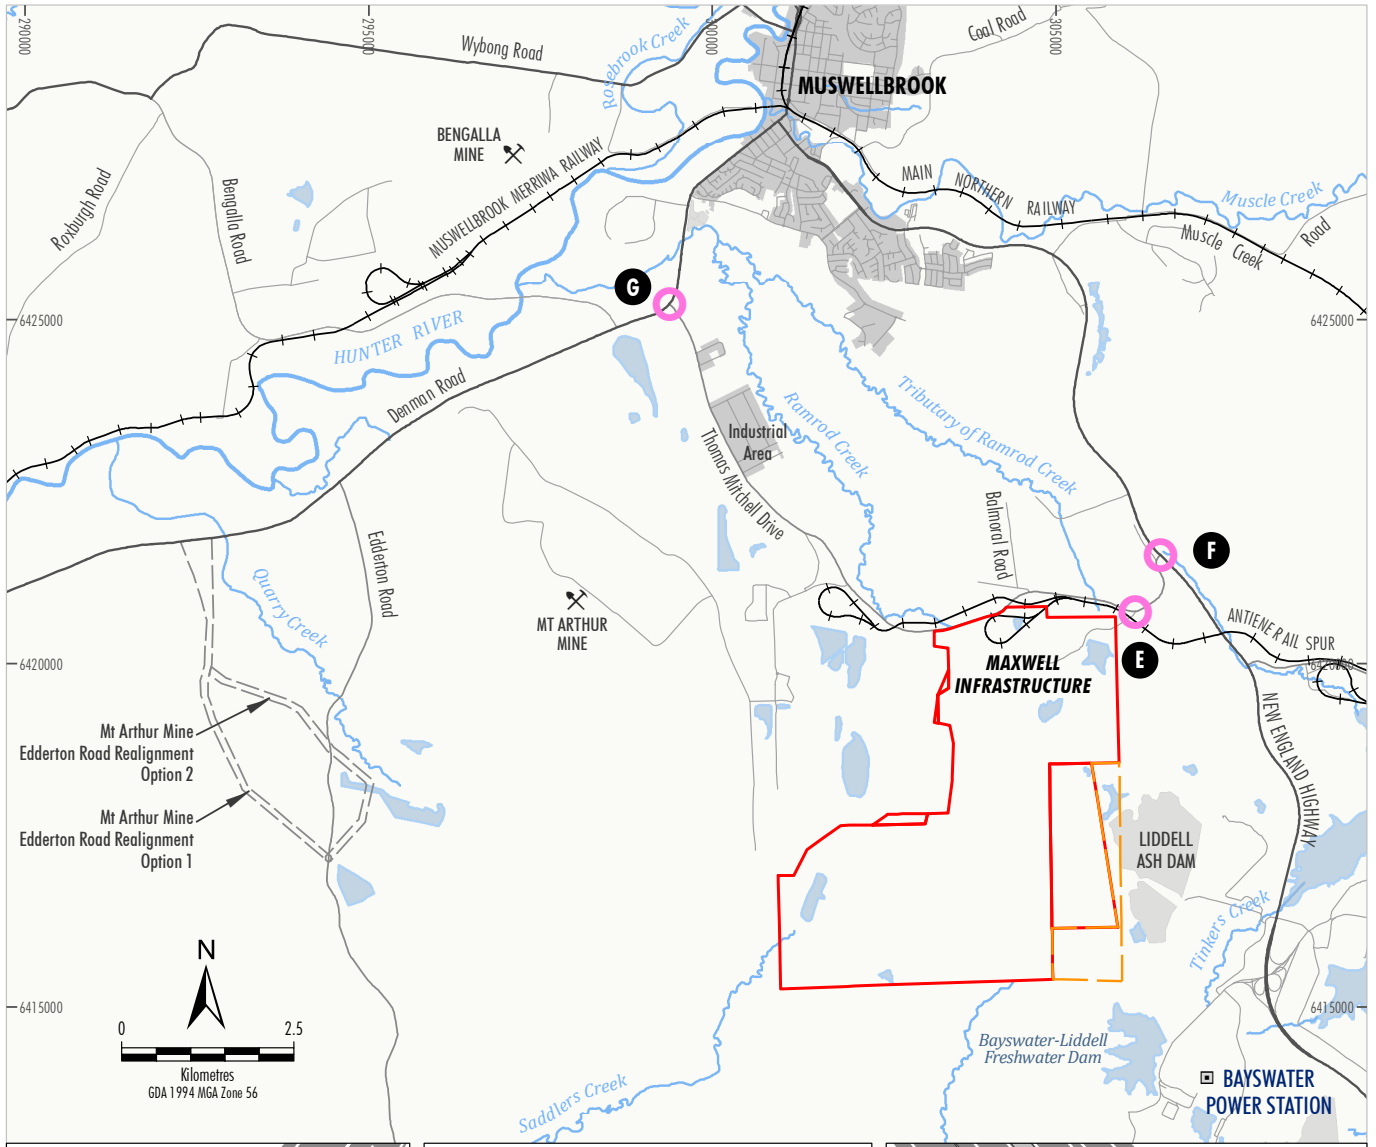 290000
295000
300000
305000
Wybong Road
Rosebrook Creek
Coal Road
MUSWELLBROOK
BENGALLA
MINE
MUSWELLBROOK MERRIWA RAILWAY
MAIN NORTHERN RAILWAY
Muscle Creek
Muscle Creek Road
Roxburgh Road
Bengalla Road
G
6425000
6425000
HUNTER RIVER
Denman Road
Ramrod Creek
Tributary of Ramrod Creek
Industrial
Area
Thomas Mitchell Drive
Balmoral Road
F
Edderton Road
Quarry Creek
MT ARTHUR
MINE
ANTIENE RAIL SPUR
E
6420000
6420000
MAXWELL
INFRASTRUCTURE
NEW ENGLAND HIGHWAY
Mt Arthur Mine
Edderton Road Realignment
Option 2
Mt Arthur Mine
Edderton Road Realignment
Option 1
LIDDELL
ASH DAM
Tinkers Creek
N
0 2.5
Kilometres
GDA 1994 MGA Zone 56
6415000
6415000
Bayswater-Liddell
Freshwater Dam
Saddlers Creek
BAYSWATER
POWER STATION